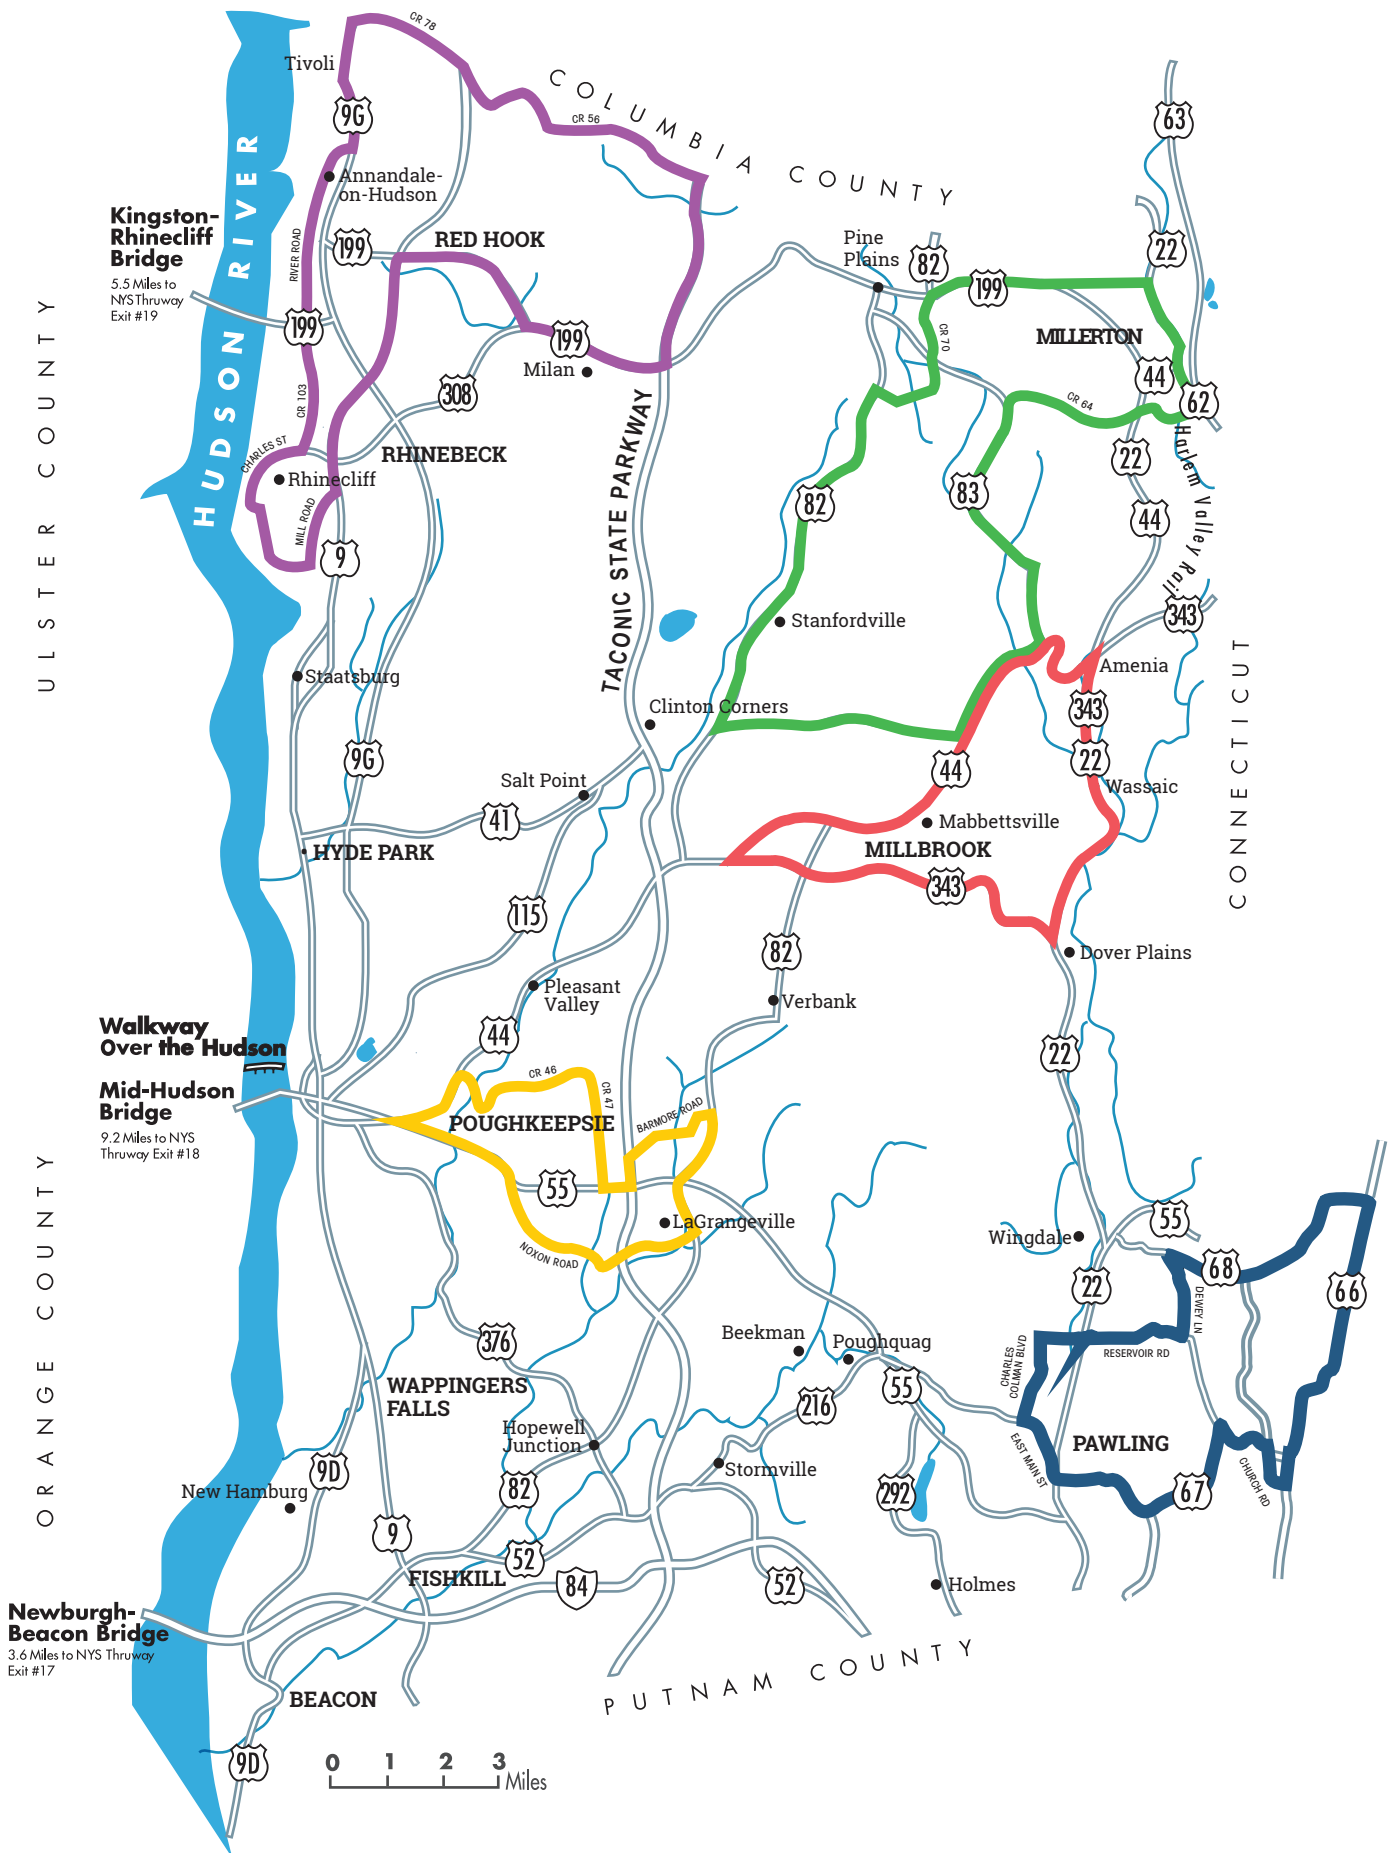 CR 78
Tivoli
COLUMBIA COUNTY
9G
CR 56
63
HUDSON RIVER
Annandale-
on-Hudson
Kingston-
Rhinecliff
Bridge
5.5 Miles to
NYS Thruway
Exit #19
RIVER ROAD
199
RED HOOK
Pine
Plains
82
22
199
199
199
CR 70
MILLERTON
Milan
44
62
308
CR 103
CR 64
ULSTER COUNTY
TACONIC STATE PARKWAY
CHARLES ST
RHINEBECK
Rhinecliff
22
Harlem Valley Rail
MILL ROAD
82
83
44
9
343
Stanfordville
Staatsburg
Amenia
CONNECTICUT
Clinton Corners
343
9G
44
22
Salt Point
Wassaic
41
Mabbettsville
HYDE PARK
MILLBROOK
343
115
82
Dover Plains
Pleasant
Valley
Verbank
Walkway
Over the Hudson
44
22
Mid-Hudson
Bridge
9.2 Miles to NYS
Thruway Exit #18
CR 46
CR 47
BARMORE ROAD
POUGHKEEPSIE
ORANGE COUNTY
55
LaGrangeville
55
Wingdale
NOXON ROAD
68
22
66
DEWEY LN
Beekman
Poughquag
376
CHARLES
COLMAN BLVD
RESERVOIR RD
WAPPINGERS
FALLS
55
216
Hopewell
Junction
PAWLING
EAST MAIN ST
9D
Stormville
CHURCH RD
New Hamburg
82
292
67
9
52
FISHKILL
84
52
Holmes
Newburgh-
Beacon Bridge
3.6 Miles to NYS Thruway
Exit #17
PUTNAM COUNTY
BEACON
9D
0 1 2 3
Miles